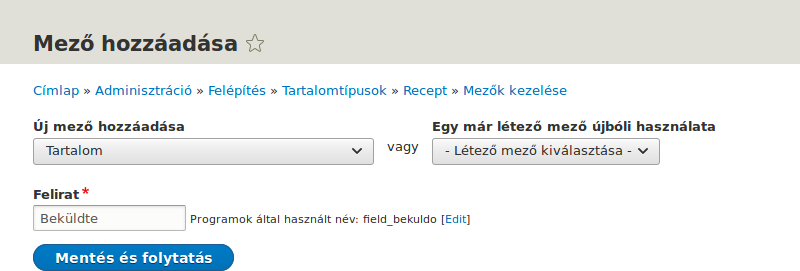 Mező hozzáadása
Címlap » Adminisztráció » Felépítés » Tartalomtípusok » Recept » Mezők kezelése
Új mező hozzáadása
Egy már létező mező újbóli használata
Tartalom
vagy
- Létező mező kiválasztása -
Felirat*
Beküldte
Programok által használt név: field_bekuldo [Edit]
Mentés és folytatás